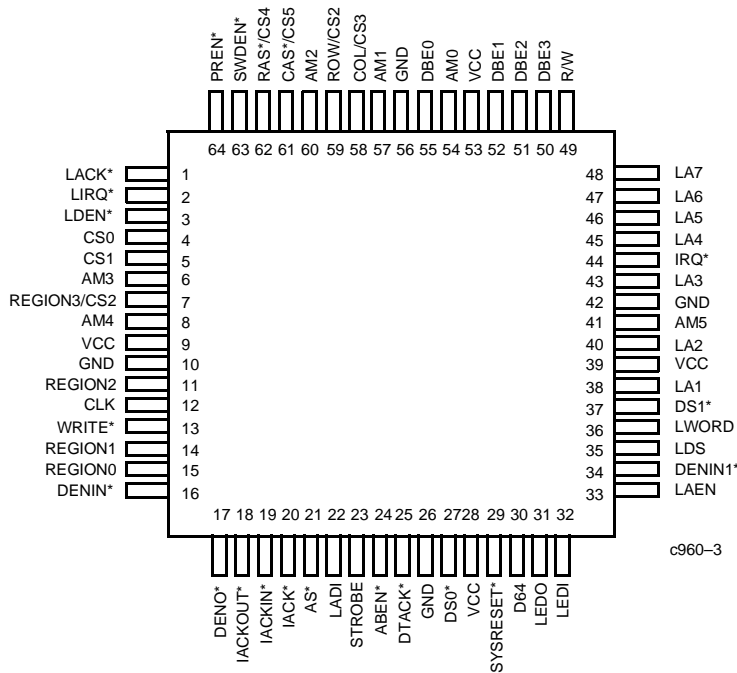 PREN*
SWDEN*
RAS*/CS4
CAS*/CS5
AM2
ROW/CS2
COL/CS3
AM1
GND
DBE0
AM0
VCC
DBE1
DBE2
DBE3
R/W
64 63 62 61 60 59 58 57 56 55 54 53 52 51 50 49
LACK* 1
LIRQ* 2
LDEN* 3
CS0 4
CS1 5
AM3 6
REGION3/CS2 7
AM4 8
VCC 9
GND 10
REGION2 11
CLK 12
WRITE* 13
REGION1 14
REGION0 15
DENIN* 16
48 LA7
47 LA6
46 LA5
45 LA4
44 IRQ*
43 LA3
42 GND
41 AM5
40 LA2
39 VCC
38 LA1
37 DS1*
36 LWORD
35 LDS
34 DENIN1*
33 LAEN
17 18 19 20 21 22 23 24 25 26 27 28 29 30 31 32
DENO*
IACKOUT*
IACKIN*
IACK*
AS*
LADI
STROBE
ABEN*
DTACK*
GND
DS0*
VCC
SYSRESET*
D64
LEDO
LEDI
c960–3